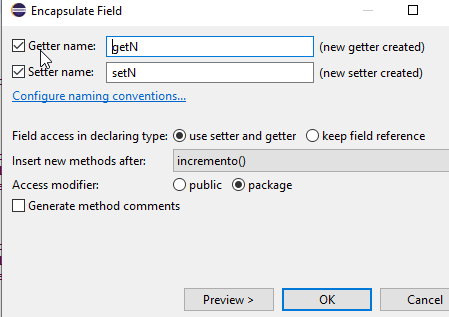 Encapsulate Field
Getter name: getN (new getter created)
Setter name: setN (new setter created)
Configure naming conventions...
Field access in declaring type: use setter and getter keep field reference
Insert new methods after: incremento()
Access modifier: public package
Generate method comments
Preview > OK Cancel